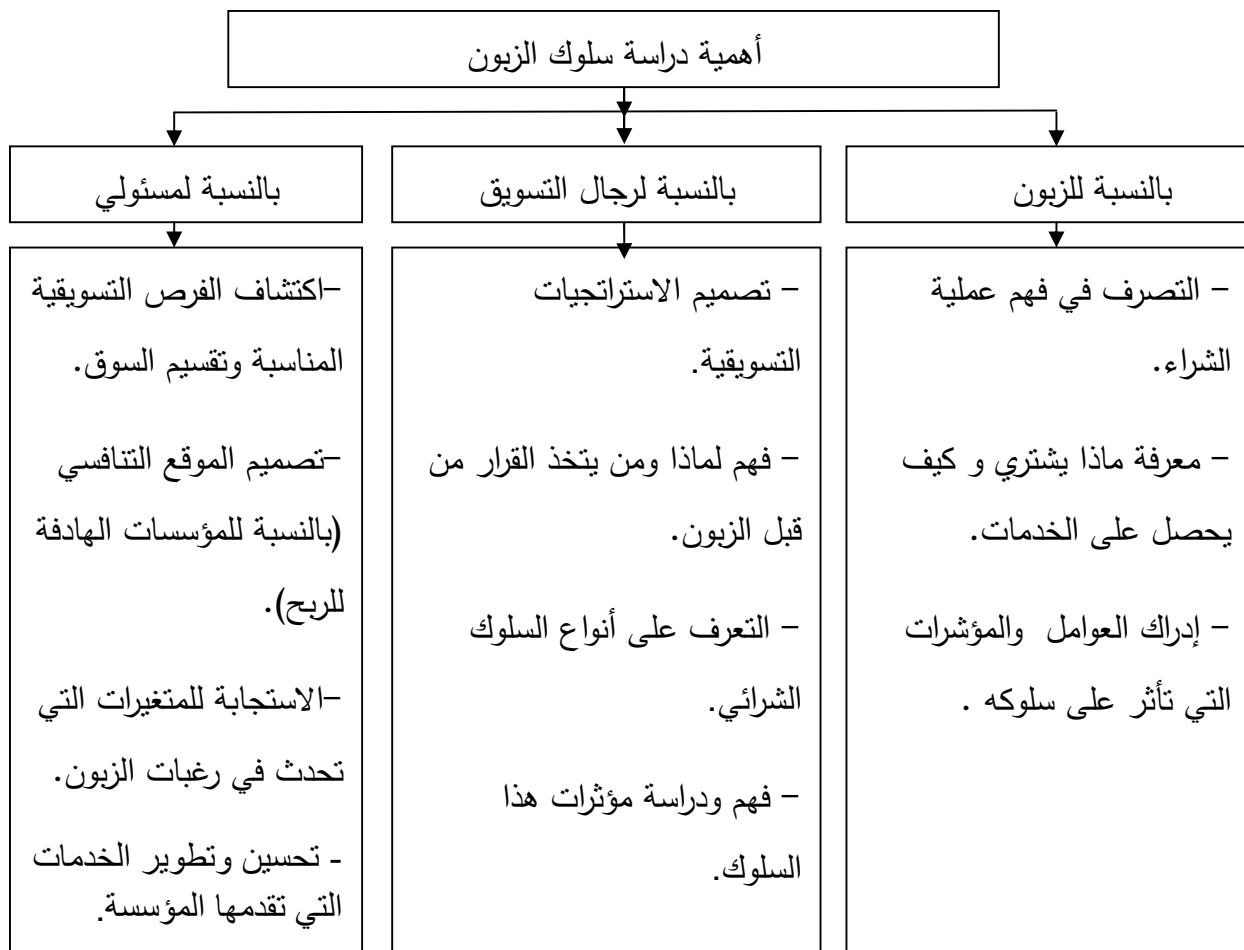 أهمية دراسة سلوك الزبون
بالنسبة للزبون
بالنسبة لرجال التسويق
بالنسبة لمسئولي
– التصرف في فهم عملية
الشراء.
– معرفة ماذا يشتري و كيف
يحصل على الخدمات.
– إدراك العوامل والمؤشرات
التي تأثر على سلوكه .
– تصميم الاستراتجيات
التسويقية.
– فهم لماذا ومن يتخذ القرار من
قبل الزبون.
– التعرف على أنواع السلوك
الشرائي.
– فهم ودراسة مؤثرات هذا
السلوك.
–اكتشاف الفرص التسويقية
المناسبة وتقسيم السوق.
–تصميم الموقع التنافسي
(بالنسبة للمؤسسات الهادفة
للربح).
–الاستجابة للمتغيرات التي
تحدث في رغبات الزبون.
- تحسين وتطوير الخدمات
التي تقدمها المؤسسة.